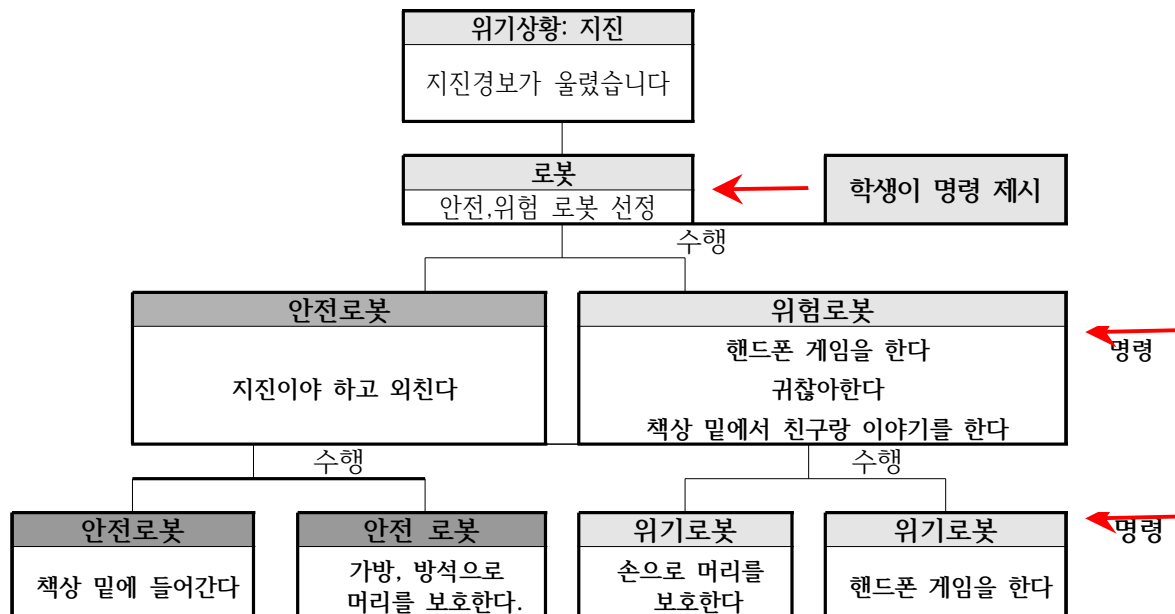 위기상황: 지진
지진경보가 울렸습니다
로봇
안전,위험 로봇 선정
학생이 명령 제시
수행
안전로봇
지진이야 하고 외친다
위험로봇
핸드폰 게임을 한다
귀찮아한다
책상 밑에서 친구랑 이야기를 한다
명령
수행
수행
안전로봇
책상 밑에 들어간다
안전 로봇
가방, 방석으로
머리를 보호한다.
위기로봇
손으로 머리를
보호한다
위기로봇
핸드폰 게임을 한다
명령